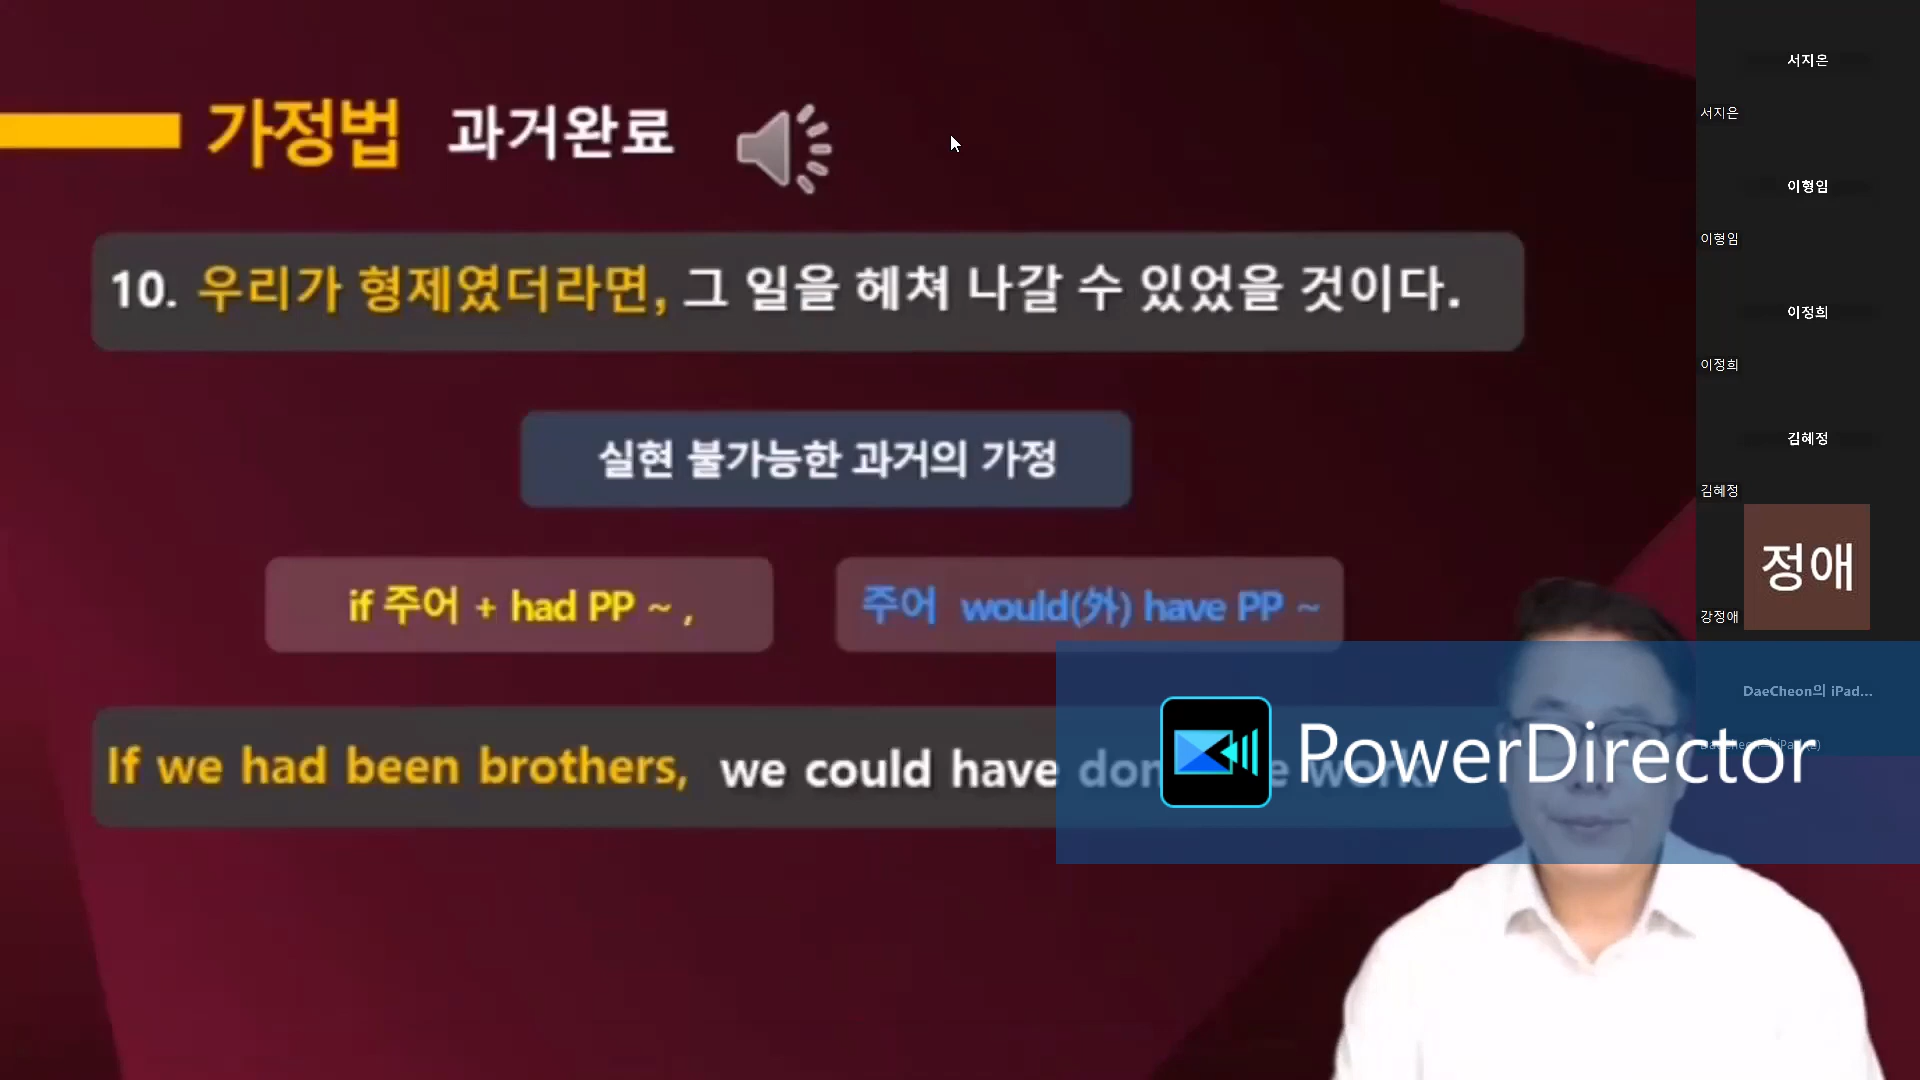 가정법 과거완료
10. 우리가 형제였더라면, 그 일을 헤쳐 나갈 수 있었을 것이다.
실현 불가능한 과거의 가정
if 주어 + had PP ~ ,
주어 would(外) have PP ~
If we had been brothers, we could have work.
PowerDirector
서지은
서지은
이형임
이형임
이정희
이정희
김혜정
김혜정
정애
강정애
DaeCheon의 iPad...